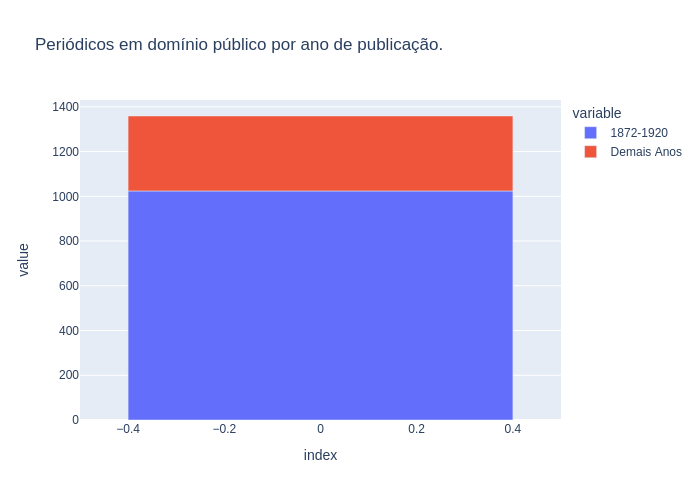 Periódicos em domínio público por ano de publicação.
1400
1200
1000
800
600
400
200
0
value
−0.4
−0.2
0
0.2
0.4
index
variable
1872-1920
Demais Anos